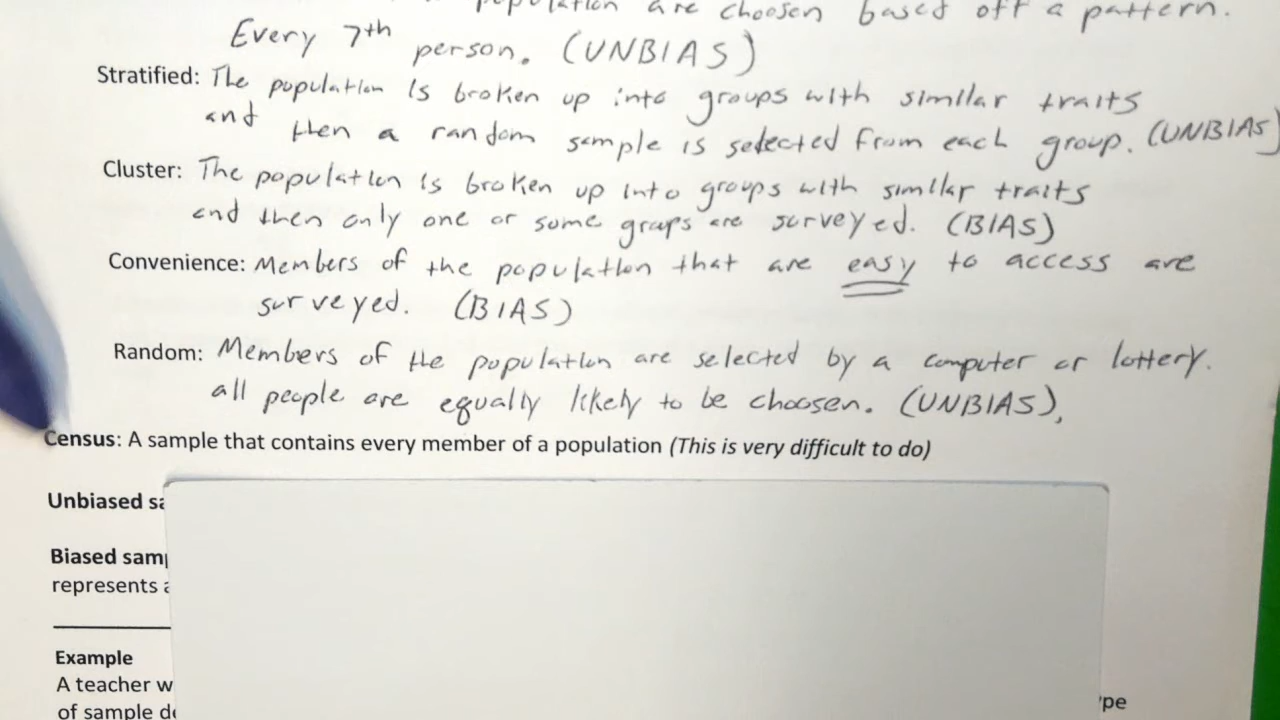 population are choosen based off a pattern.
Every 7th person. (UNBIAS)
Stratified: The population is broken up into groups with similar traits
and then a random sample is selected from each group. (UNBIAS)
Cluster: The population is broken up into groups with similar traits
and then only one or some groups are surveyed. (BIAS)
Convenience: Members of the population that are easy to access are
surveyed. (BIAS)
Random: Members of the population are selected by a computer or lottery.
all people are equally likely to be choosen. (UNBIAS),
Census: A sample that contains every member of a population (This is very difficult to do)
Unbiased sa
Biased sam
represents a
Example
A teacher w
of sample de
ype